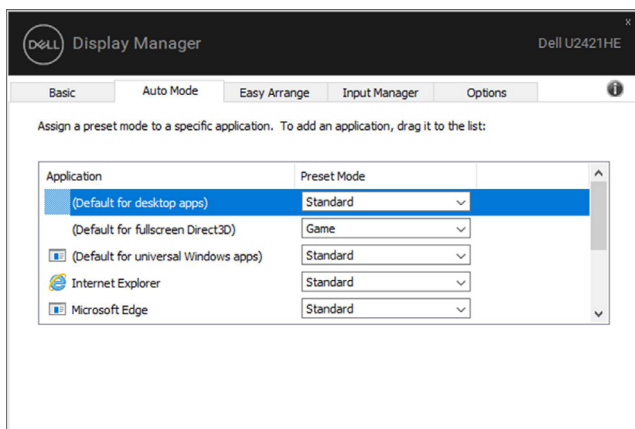 x
DELL Display Manager Dell U2421HE
Basic Auto Mode Easy Arrange Input Manager Options i
Assign a preset mode to a specific application. To add an application, drag it to the list:
Application Preset Mode
(Default for desktop apps) Standard
(Default for fullscreen Direct3D) Game
(Default for universal Windows apps) Standard
Internet Explorer Standard
Microsoft Edge Standard